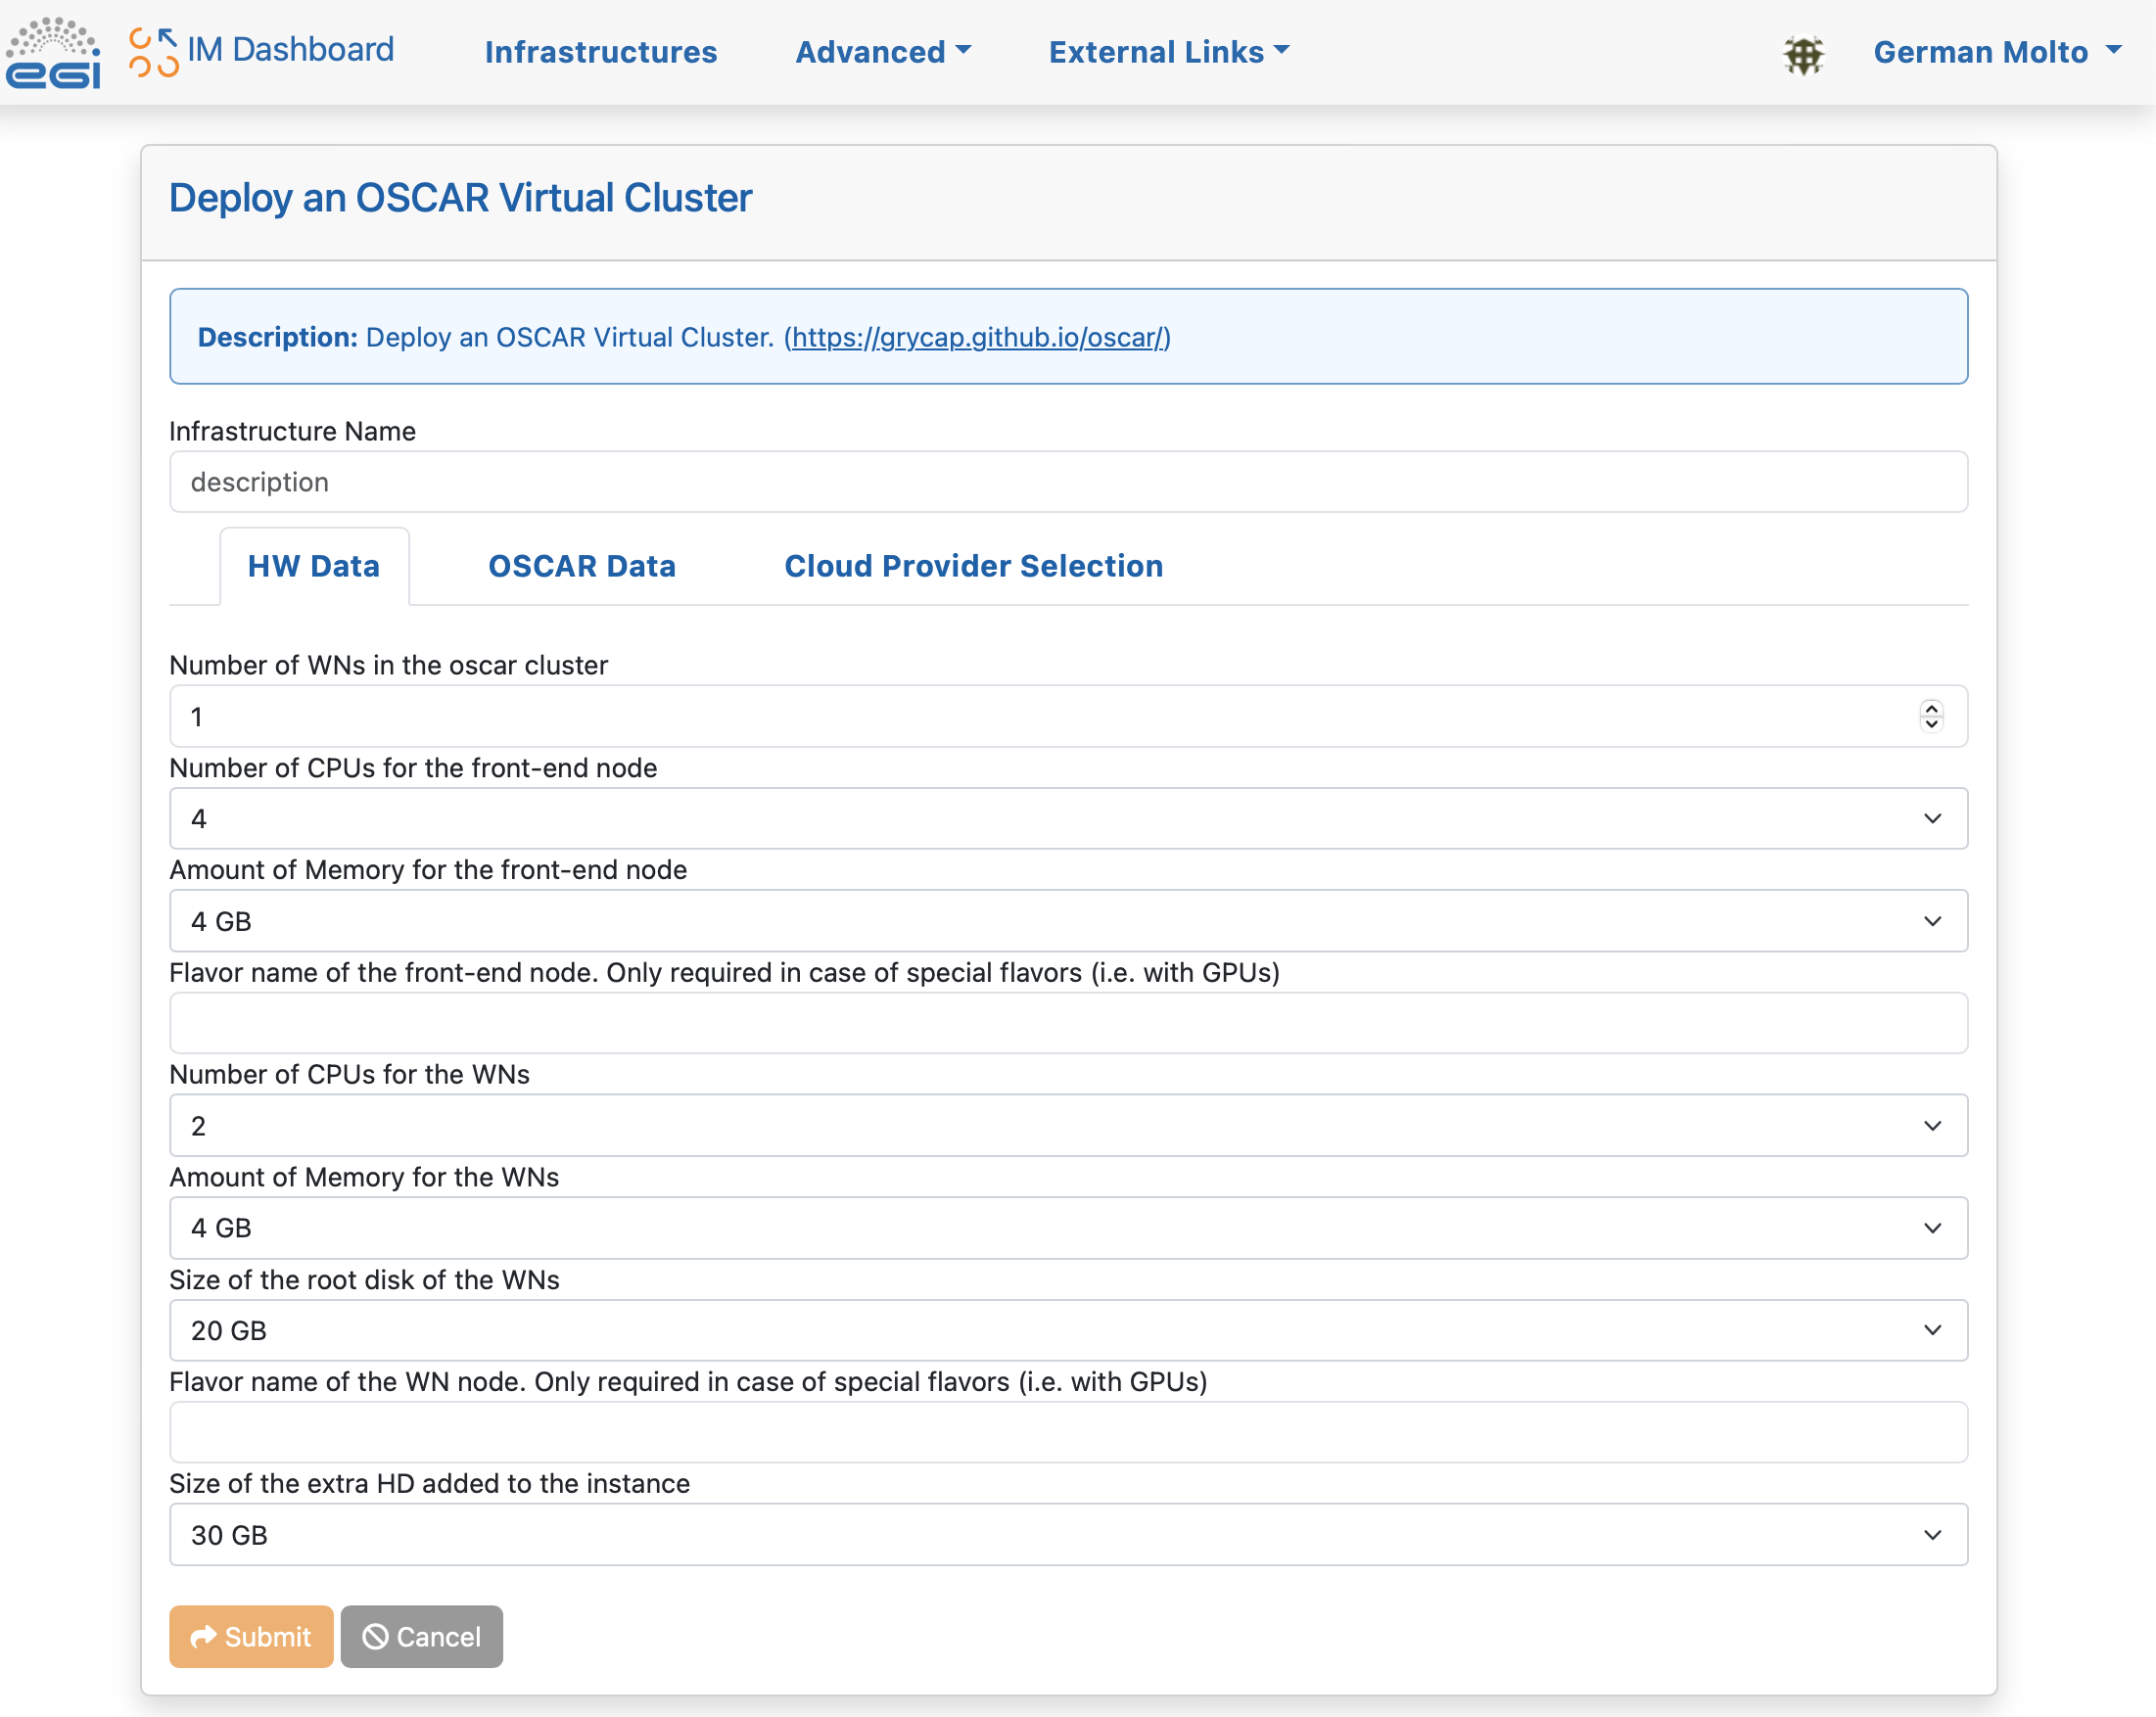 egi IM Dashboard Infrastructures Advanced External Links German Molto
Deploy an OSCAR Virtual Cluster
Description: Deploy an OSCAR Virtual Cluster. (https://grycap.github.io/oscar/)
Infrastructure Name
description
HW Data OSCAR Data Cloud Provider Selection
Number of WNs in the oscar cluster
1
Number of CPUs for the front-end node
4
Amount of Memory for the front-end node
4 GB
Flavor name of the front-end node. Only required in case of special flavors (i.e. with GPUs)
Number of CPUs for the WNs
2
Amount of Memory for the WNs
4 GB
Size of the root disk of the WNs
20 GB
Flavor name of the WN node. Only required in case of special flavors (i.e. with GPUs)
Size of the extra HD added to the instance
30 GB
Submit Cancel